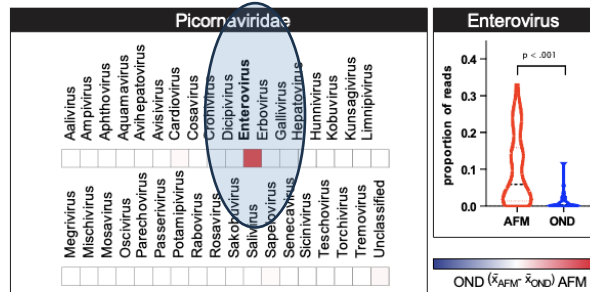 Picornaviridae
Aalivirus
Ampivirus
Aphthovirus
Aquamavirus
Avihepatovirus
Avisivirus
Cardiovirus
Cosavirus
Crohivirus
Dicipivirus
Enterovirus
Erbovirus
Gallivirus
Hepatovirus
Hunnivirus
Kobuvirus
Kunsagivirus
Limnipivirus
Megrivirus
Mischivirus
Mosavirus
Oscivirus
Parechovirus
Passerivirus
Potamipivirus
Rabovirus
Rosavirus
Sakobuvirus
Salivirus
Sapelovirus
Senecavirus
Sicinivirus
Teschovirus
Torchivirus
Tremovirus
Unclassified
Enterovirus
p < .001
proportion of reads
0.4
0.3
0.2
0.1
0.0
AFM OND
OND (x̄AFM- x̄OND) AFM